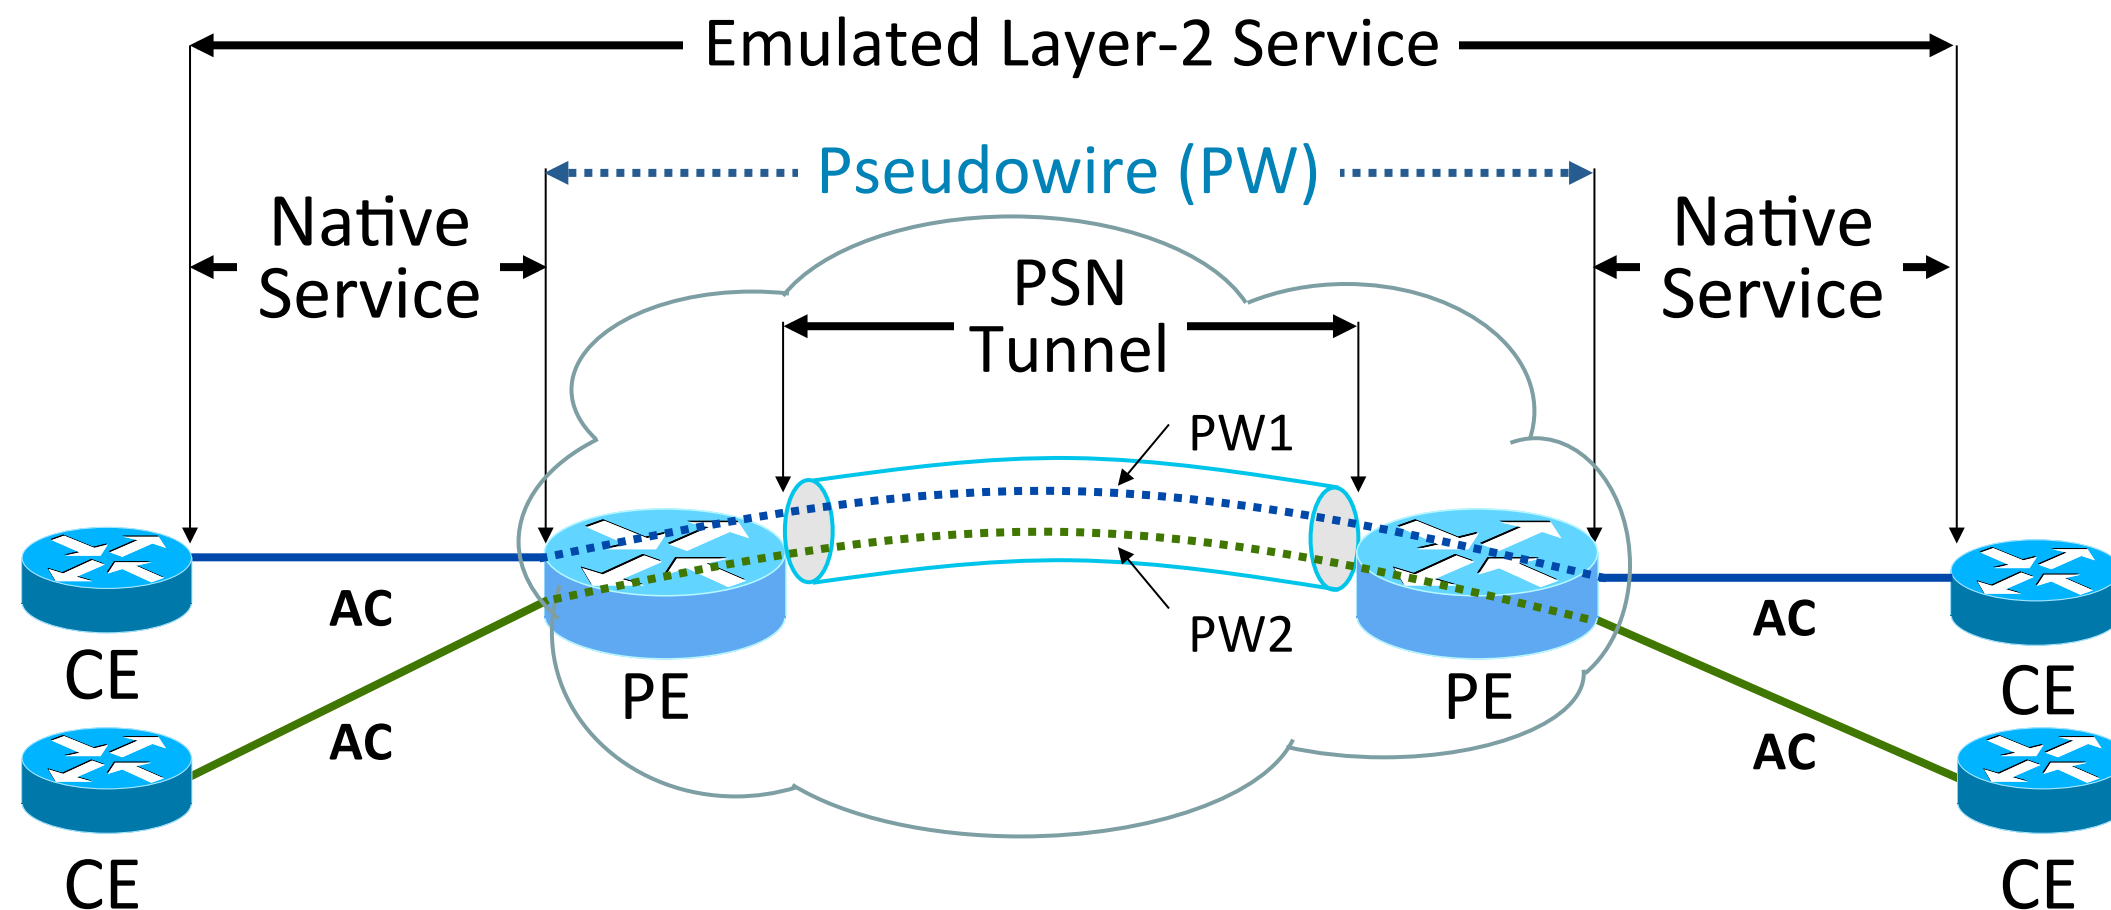 Emulated Layer-2 Service
Pseudowire (PW)
Native
Service
Native
Service
PSN
Tunnel
PW1
PW2
AC
AC
CE
CE
PE
PE
AC
AC
CE
CE